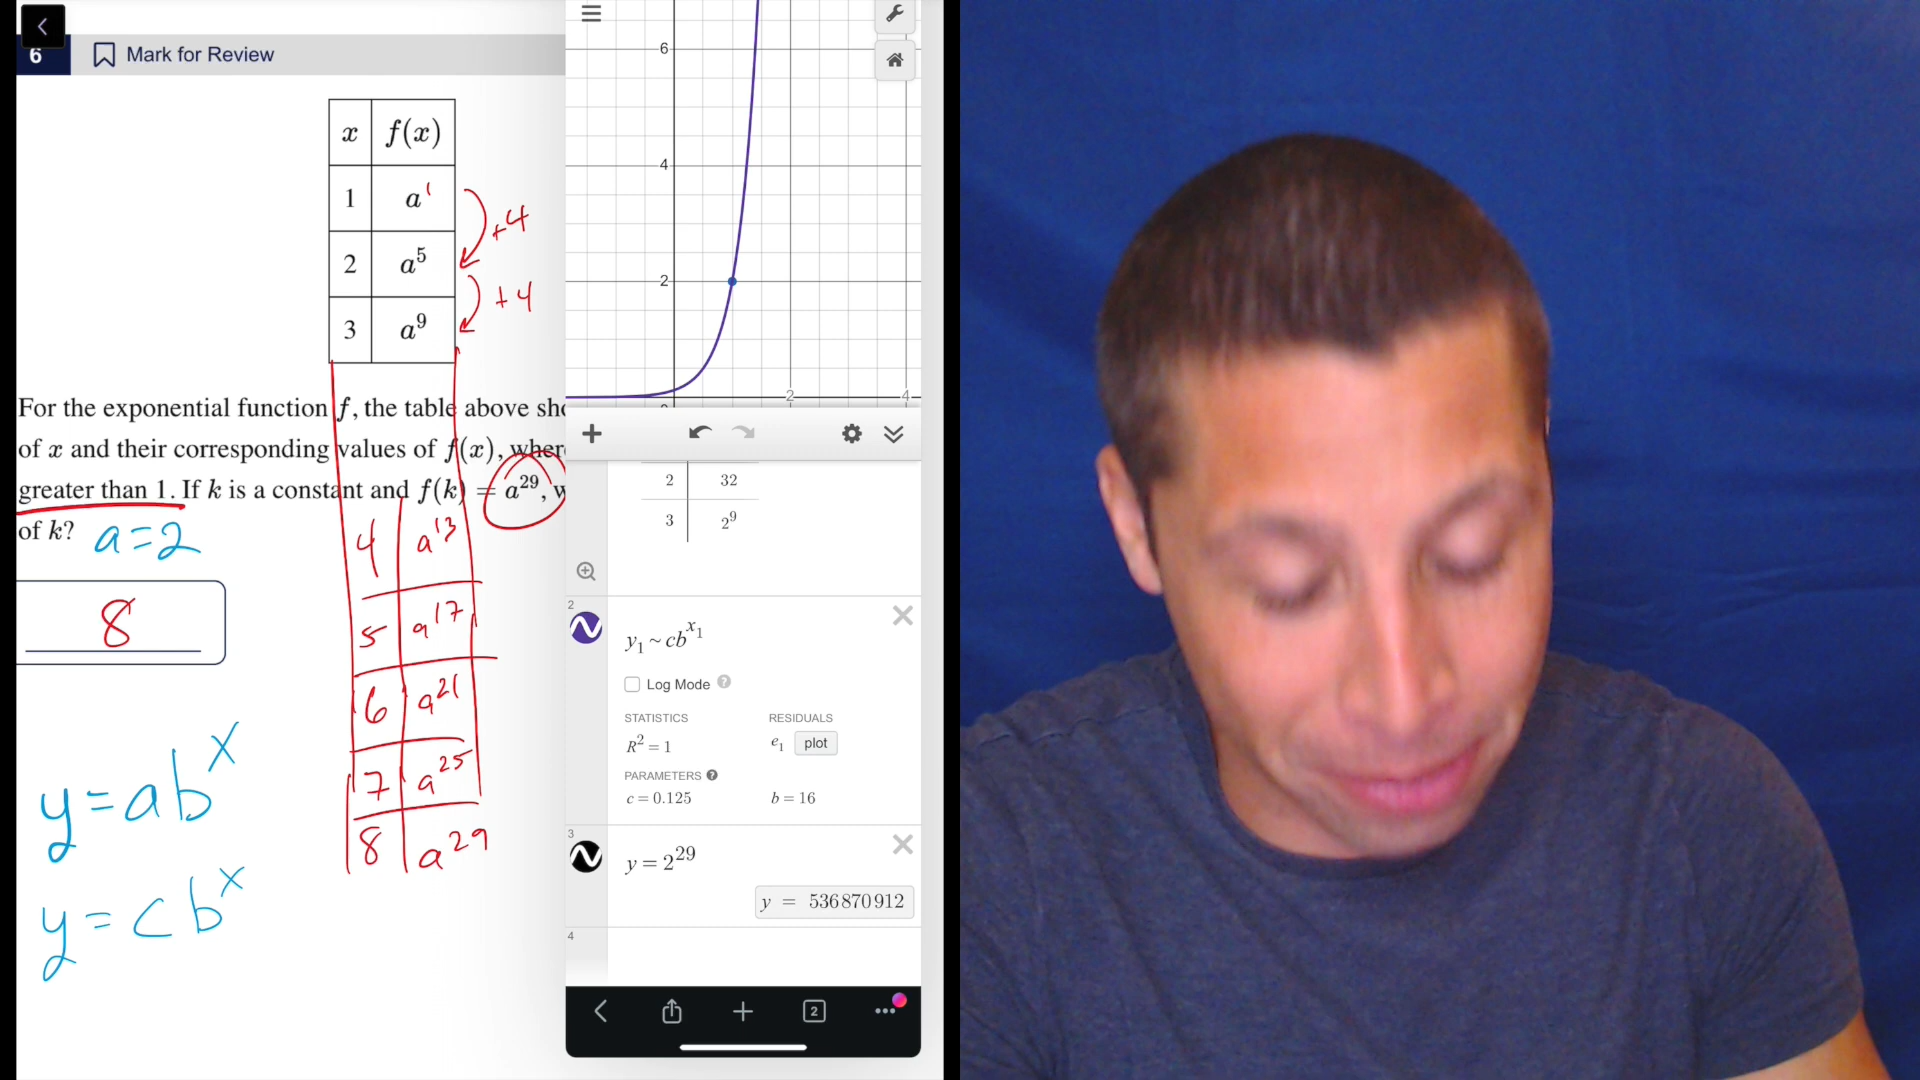 6 Mark for Review
x f(x)
1 a¹
2 a⁵
3 a⁹
+4
+4
For the exponential function f, the table above sho
of x and their corresponding values of f(x), wher
greater than 1. If k is a constant and f(k) = a²⁹, w
of k?
a=2
8
4 a¹³
5 a¹⁷
6 a²¹
7 a²⁵
8 a²⁹
y=abˣ
y=cbˣ
6
4
2
2
4
2 32
3 2⁹
2
y₁ ~ cbˣ¹
Log Mode ?
STATISTICS RESIDUALS
R² = 1 e₁ plot
PARAMETERS ?
c = 0.125 b = 16
3
y = 2²⁹
y = 536870912
4
2